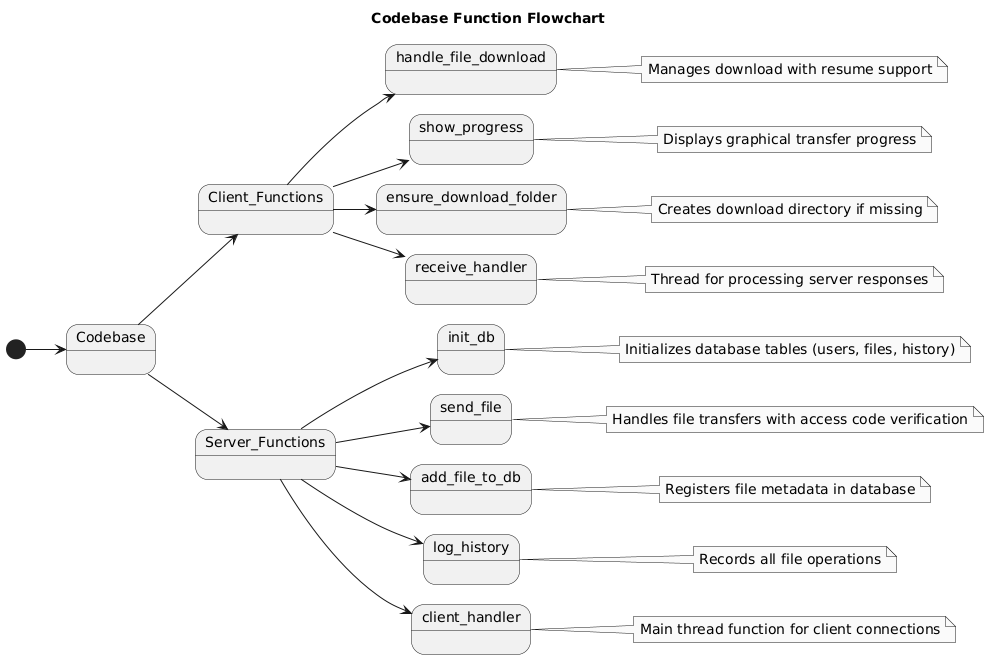 Codebase Function Flowchart
handle_file_download
Manages download with resume support
show_progress
Displays graphical transfer progress
Client_Functions
ensure_download_folder
Creates download directory if missing
receive_handler
Thread for processing server responses
Codebase
init_db
Initializes database tables (users, files, history)
send_file
Handles file transfers with access code verification
Server_Functions
add_file_to_db
Registers file metadata in database
log_history
Records all file operations
client_handler
Main thread function for client connections